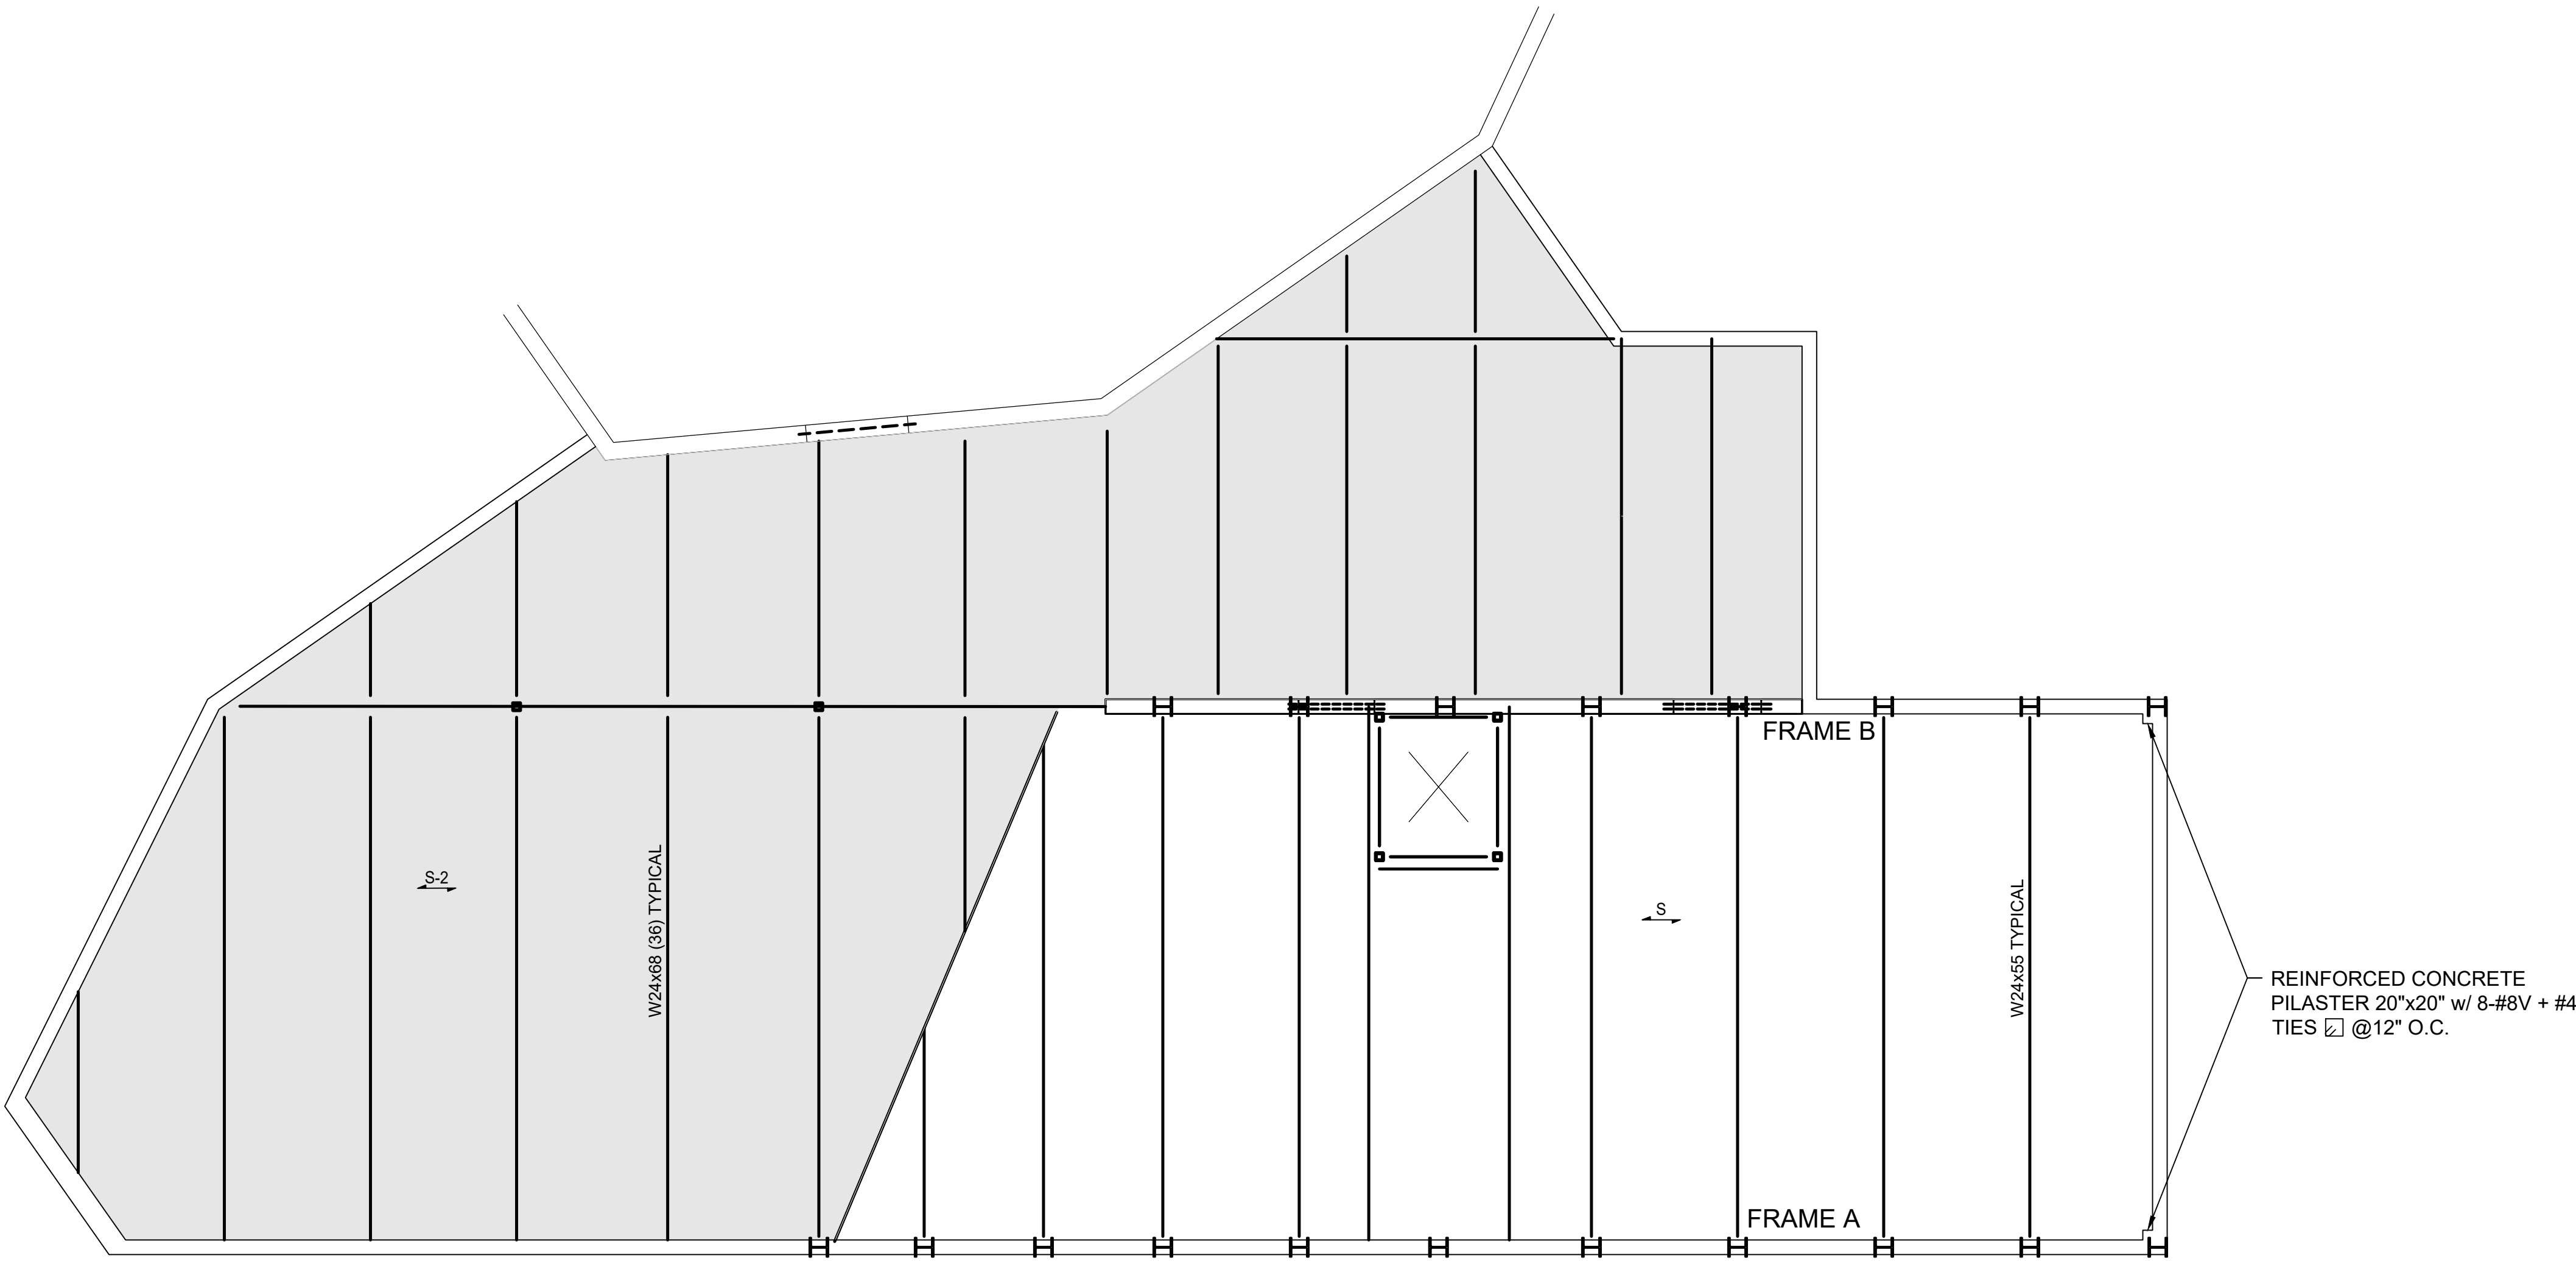 FRAME B
S-2
W24x68 (36) TYPICAL
S
W24x55 TYPICAL
REINFORCED CONCRETE
PILASTER 20"x20" w/ 8-#8V + #4
TIES @12" O.C.
FRAME A